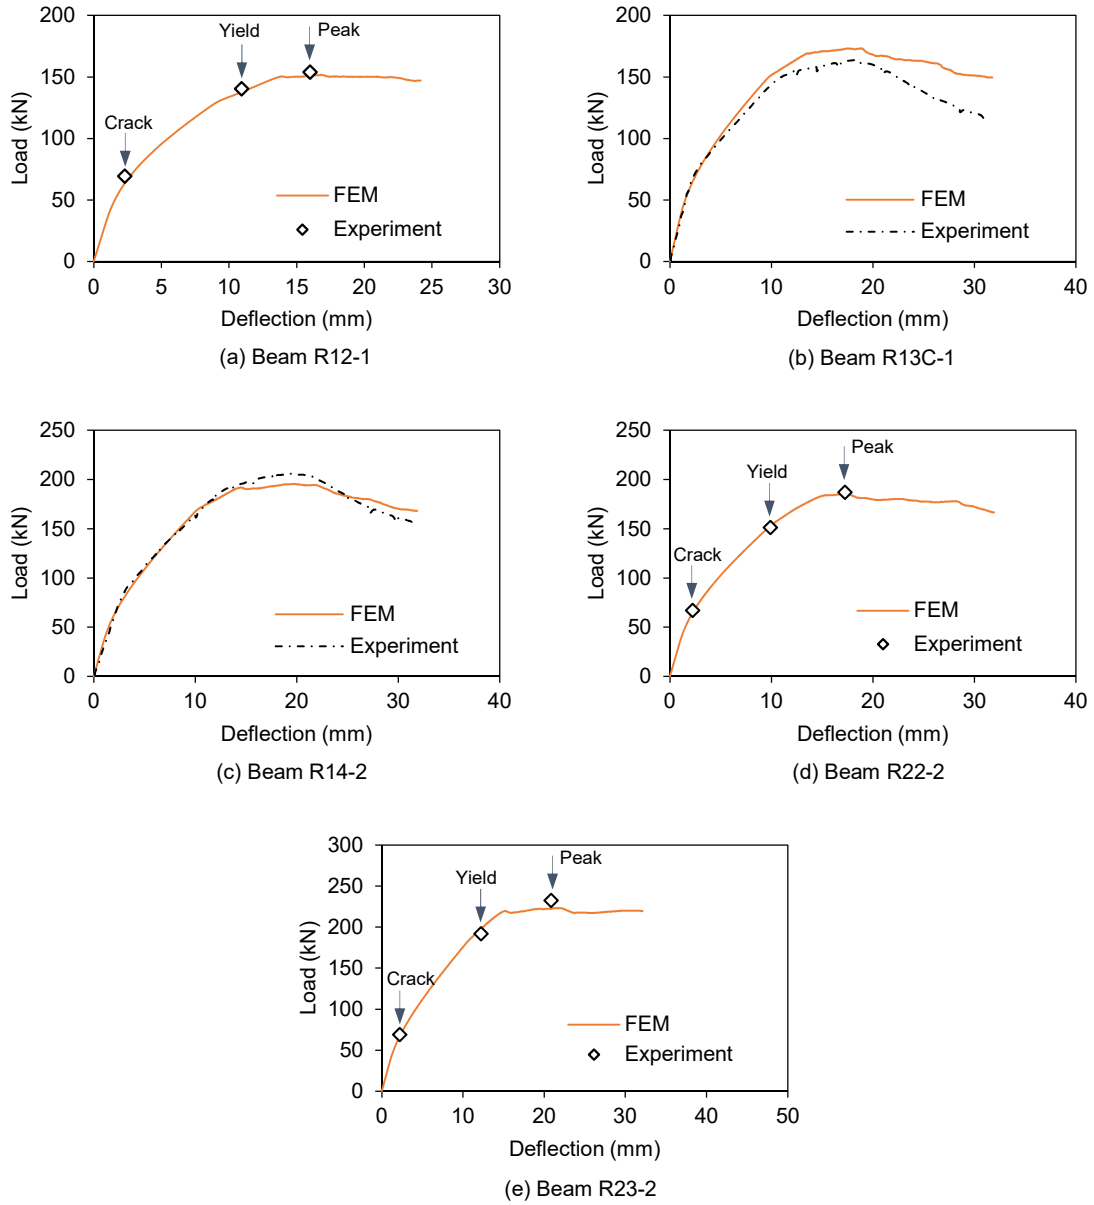 200
150
100
50
0
Load (kN)
Crack
Yield
Peak
FEM
Experiment
0 5 10 15 20 25 30
Deflection (mm)
(a) Beam R12-1
200
150
100
50
0
Load (kN)
FEM
Experiment
0 10 20 30 40
Deflection (mm)
(b) Beam R13C-1
250
200
150
100
50
0
Load (kN)
FEM
Experiment
0 10 20 30 40
Deflection (mm)
(c) Beam R14-2
250
200
150
100
50
0
Load (kN)
Crack
Yield
Peak
FEM
Experiment
0 10 20 30 40
Deflection (mm)
(d) Beam R22-2
300
250
200
150
100
50
0
Load (kN)
Crack
Yield
Peak
FEM
Experiment
0 10 20 30 40 50
Deflection (mm)
(e) Beam R23-2